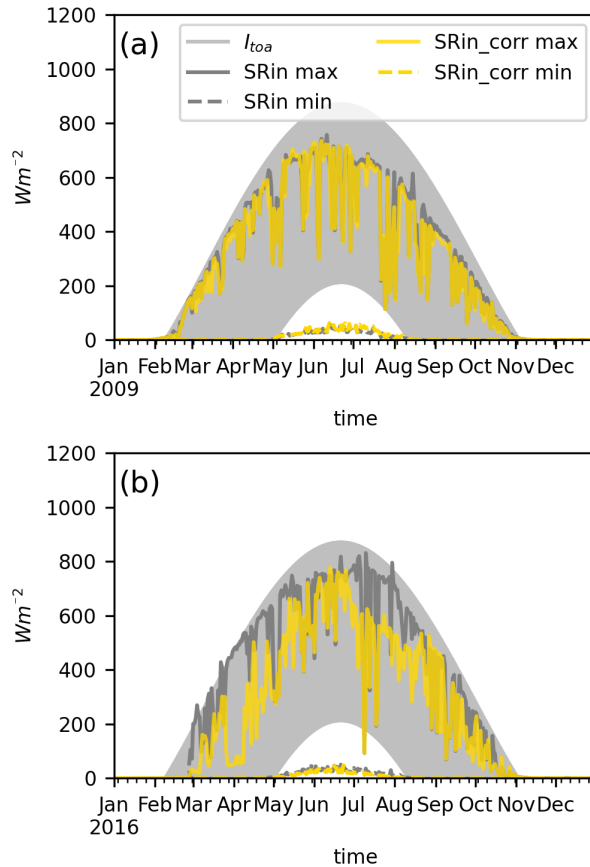 (a)
I_toa
SRin max
SRin min
SRin_corr max
SRin_corr min
1200
1000
800
600
400
200
0
Wm⁻²
Jan Feb Mar Apr May Jun Jul Aug Sep Oct Nov Dec
2009
time
(b)
1200
1000
800
600
400
200
0
Wm⁻²
Jan Feb Mar Apr May Jun Jul Aug Sep Oct Nov Dec
2016
time